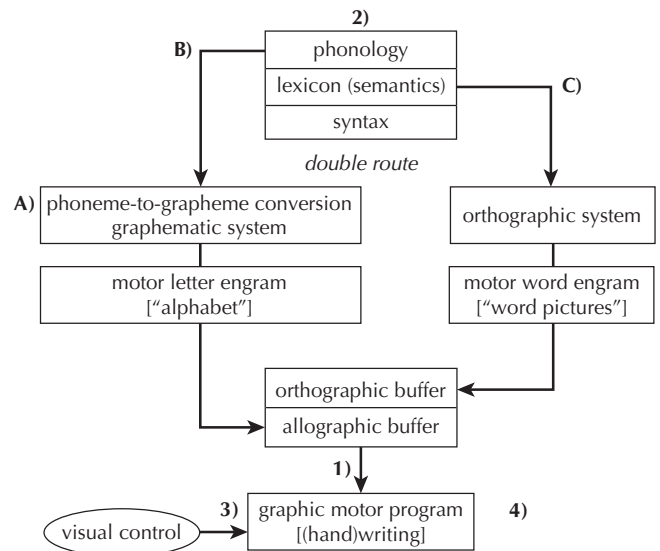 2)
B)
phonology
lexicon (semantics)
C)
syntax
double route
A)
phoneme-to-grapheme conversion
graphematic system
orthographic system
motor letter engram
[“alphabet”]
motor word engram
[“word pictures”]
orthographic buffer
allographic buffer
1)
3)
graphic motor program
[(hand)writing]
4)
visual control